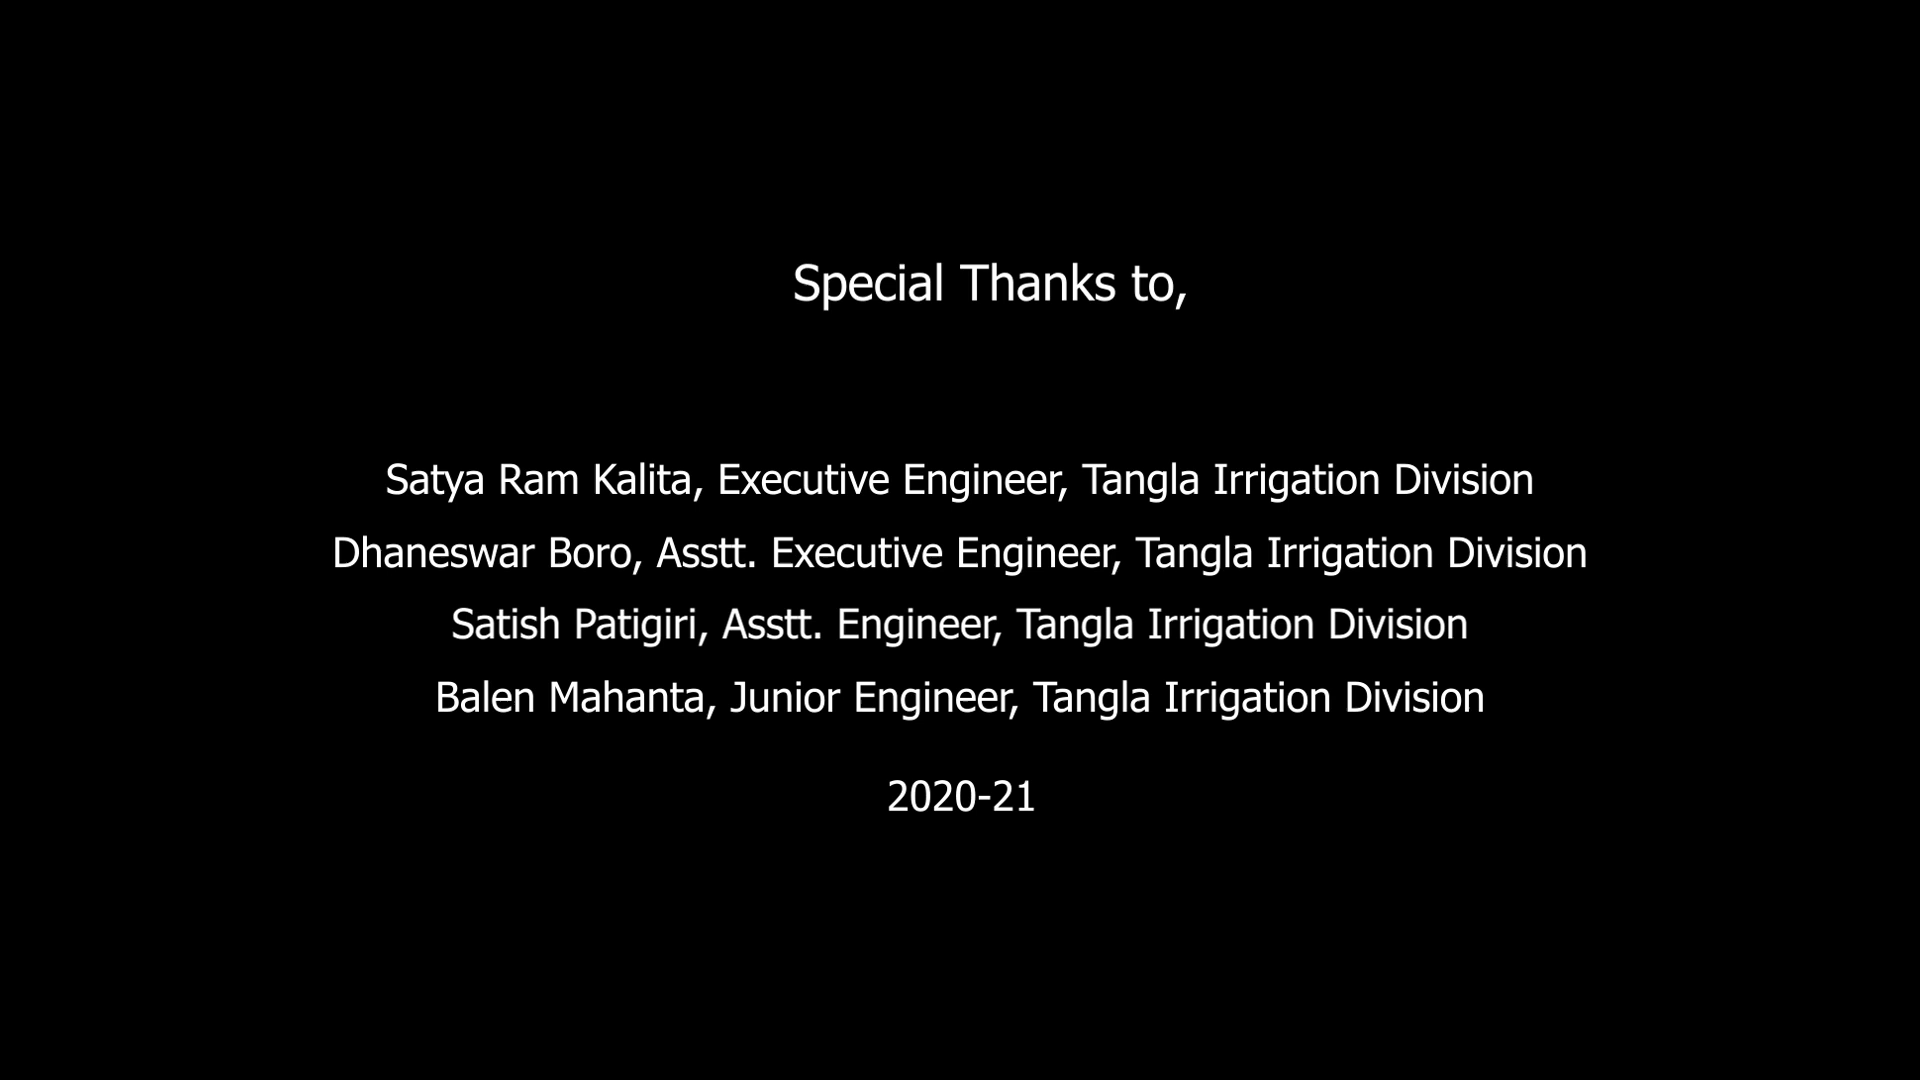 Special Thanks to,
Satya Ram Kalita, Executive Engineer, Tangla Irrigation Division
Dhaneswar Boro, Asstt. Executive Engineer, Tangla Irrigation Division
Satish Patigiri, Asstt. Engineer, Tangla Irrigation Division
Balen Mahanta, Junior Engineer, Tangla Irrigation Division
2020-21